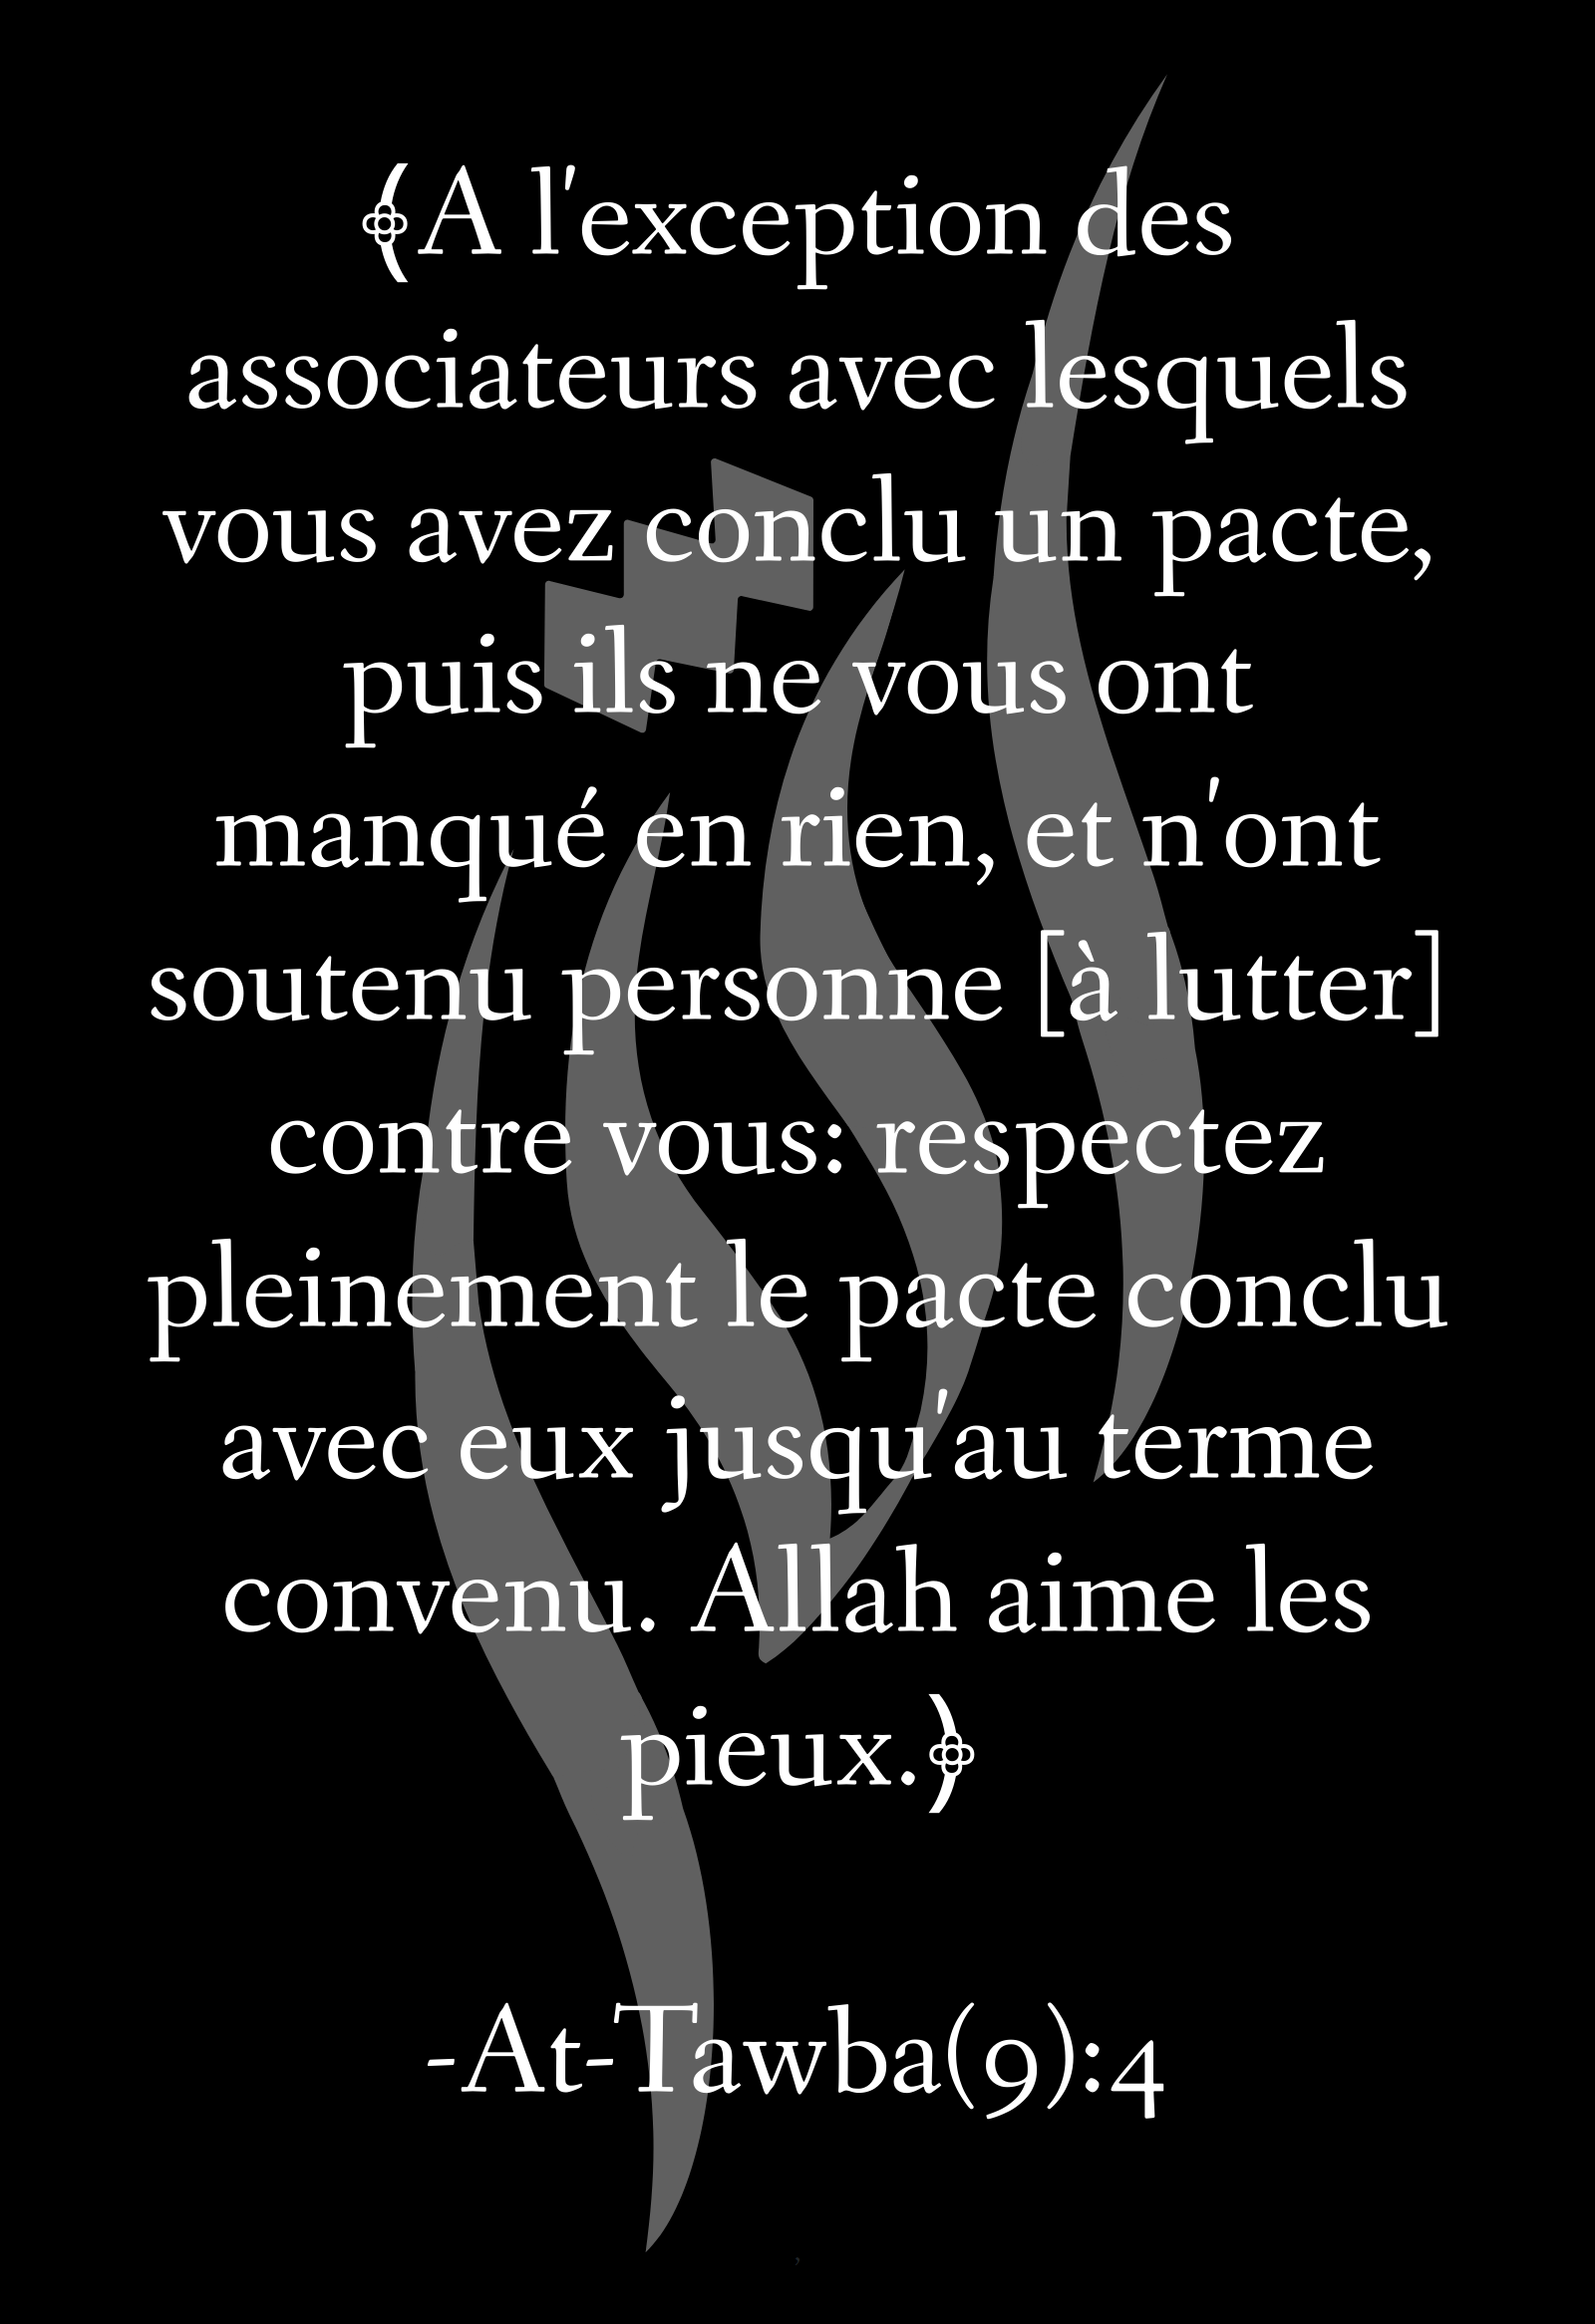 ﴾A l'exception des
associateurs avec lesquels
vous avez conclu un pacte,
puis ils ne vous ont
manqué en rien, et n'ont
soutenu personne [à lutter]
contre vous: respectez
pleinement le pacte conclu
avec eux jusqu'au terme
convenu. Allah aime les
pieux.﴿
-At-Tawba(9):4
,